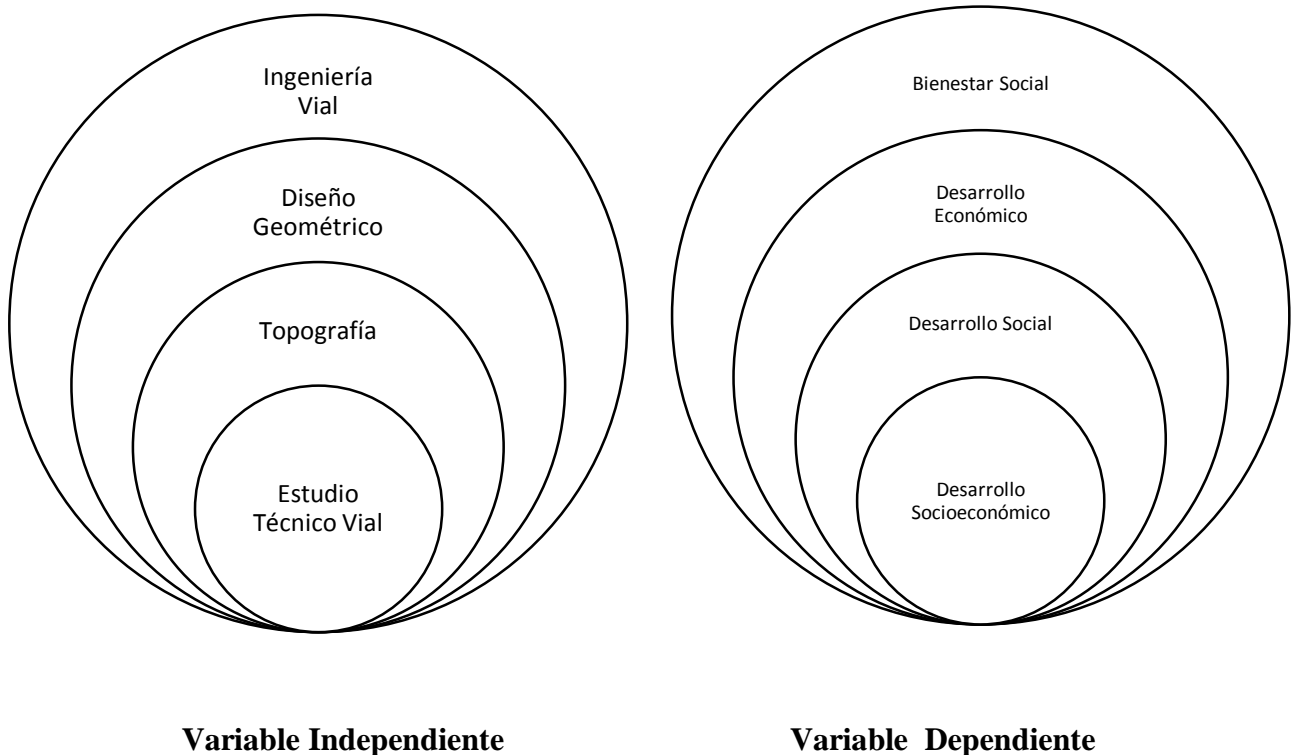 Ingeniería
Vial
Diseño
Geométrico
Topografía
Estudio
Técnico Vial
Bienestar Social
Desarrollo
Económico
Desarrollo Social
Desarrollo
Socioeconómico
Variable Independiente
Variable Dependiente